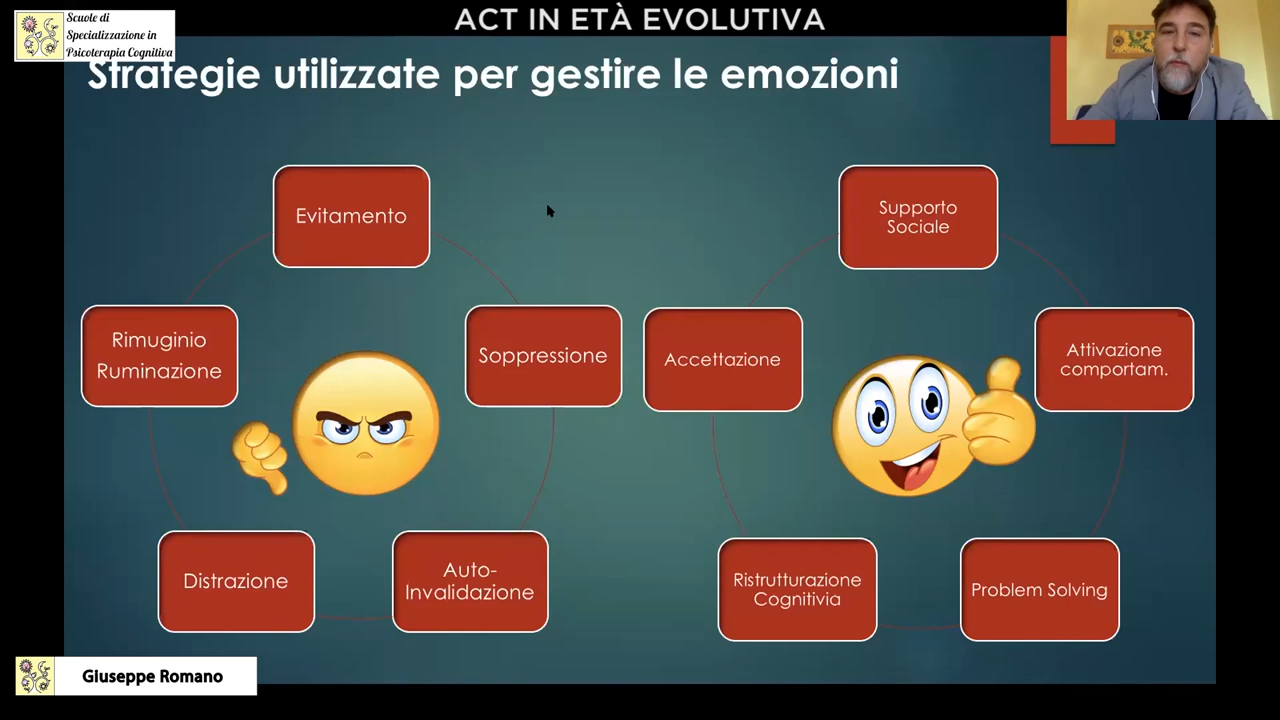 Scuole di
Specializzazione in
Psicoterapia Cognitiva
ACT IN ETÀ EVOLUTIVA
Strategie utilizzate per gestire le emozioni
Evitamento
Soppressione
Auto-
Invalidazione
Distrazione
Rimuginio
Ruminazione
Supporto
Sociale
Attivazione
comportam.
Problem Solving
Ristrutturazione
Cognitivia
Accettazione
Giuseppe Romano